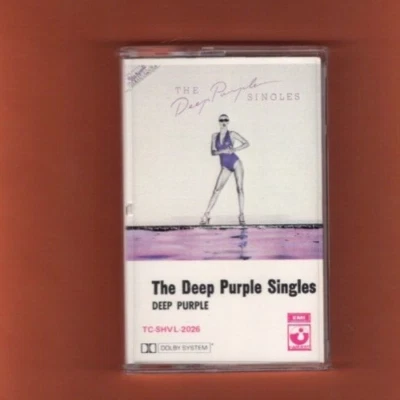 THE
Deep Purple
SINGLES
The Deep Purple Singles
DEEP PURPLE
TC-SHVL-2026
DOLBY SYSTEM
EMI